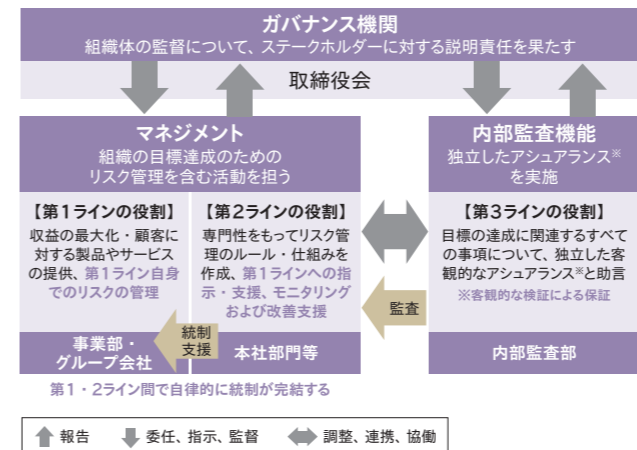 ガバナンス機関
組織体の監督について、ステークホルダーに対する説明責任を果たす
取締役会
マネジメント
組織の目標達成のための
リスク管理を含む活動を担う
【第1ラインの役割】
収益の最大化・顧客に
対する製品やサービス
の提供、第1ライン自身
でのリスクの管理
事業部・
グループ会社
【第2ラインの役割】
専門性をもってリスク管
理のルール・仕組みを
作成、第1ラインへの指
示・支援、モニタリング
および改善支援
統制
支援
本社部門等
第1・2ライン間で自律的に統制が完結する
監査
内部監査機能
独立したアシュアランス※
を実施
【第3ラインの役割】
目標の達成に関連するすべて
の事項について、独立した客
観的なアシュアランス※と助言
※客観的な検証による保証
内部監査部
報告
委任、指示、監督
調整、連携、協働